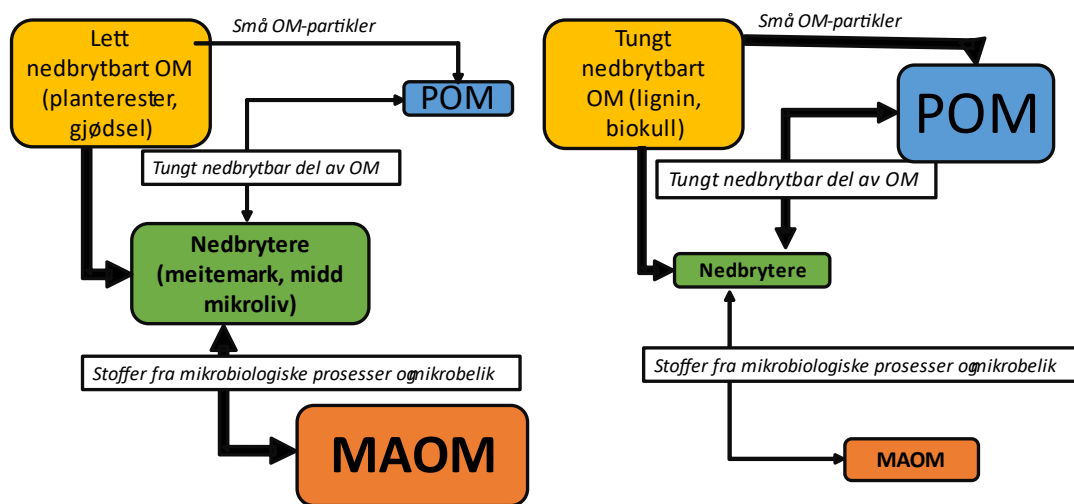 Små OM-partikler
Lett
nedbrytbart OM
(planterester,
gjødsel)
POM
Tungt nedbrytbar del av OM
Nedbrytere
(meitemark, midd
mikroliv)
Stoffer fra mikrobiologiske prosesser og mikrobelik
MAOM
Små OM-partikler
Tungt
nedbrytbart
OM (lignin,
biokull)
POM
Tungt nedbrytbar del av OM
Nedbrytere
Stoffer fra mikrobiologiske prosesser og mikrobelik
MAOM